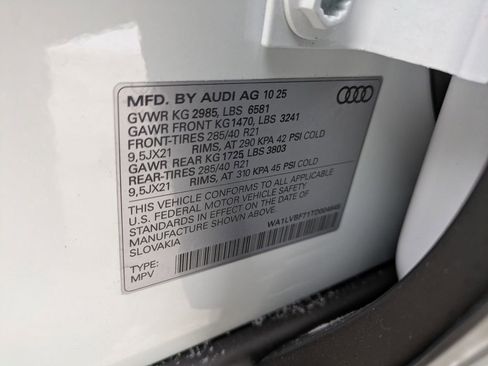 MFD. BY AUDI AG 10 25
GVWR KG 2985, LBS 6581
GAWR FRONT KG1470, LBS 3241
FRONT-TIRES 285/40 R21
9,5JX21 RIMS, AT 290 KPA 42 PSI COLD
GAWR REAR KG 1725, LBS 3803
REAR-TIRES 285/40 R21
9,5JX21 RIMS, AT 310 KPA 45 PSI COLD
THIS VEHICLE CONFORMS TO ALL APPLICABLE
U.S. FEDERAL MOTOR VEHICLE SAFETY
STANDARDS IN EFFECT ON THE DATE OF
MANUFACTURE SHOWN ABOVE.
SLOVAKIA
TYPE:
MPV